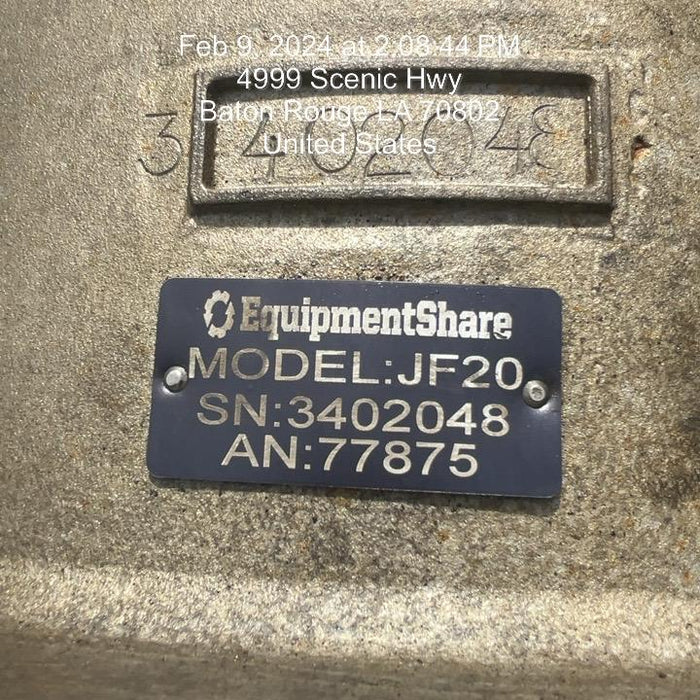 Feb 9, 2024 at 2:08:44 PM
4999 Scenic Hwy
Baton Rouge LA 70802
United States
3402048
EquipmentShare
MODEL:JF20
SN:3402048
AN:77875